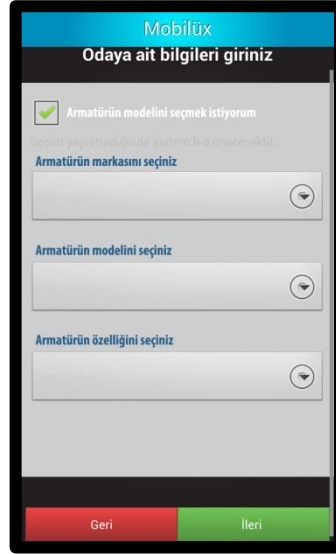 Mobilüx
Odaya ait bilgileri giriniz
Armatürün modelini seçmek istiyorum
Seçim yapılmadığında sistem led önerecektir.
Armatürün markasını seçiniz
Armatürün modelini seçiniz
Armatürün özelliğini seçiniz
Geri
İleri